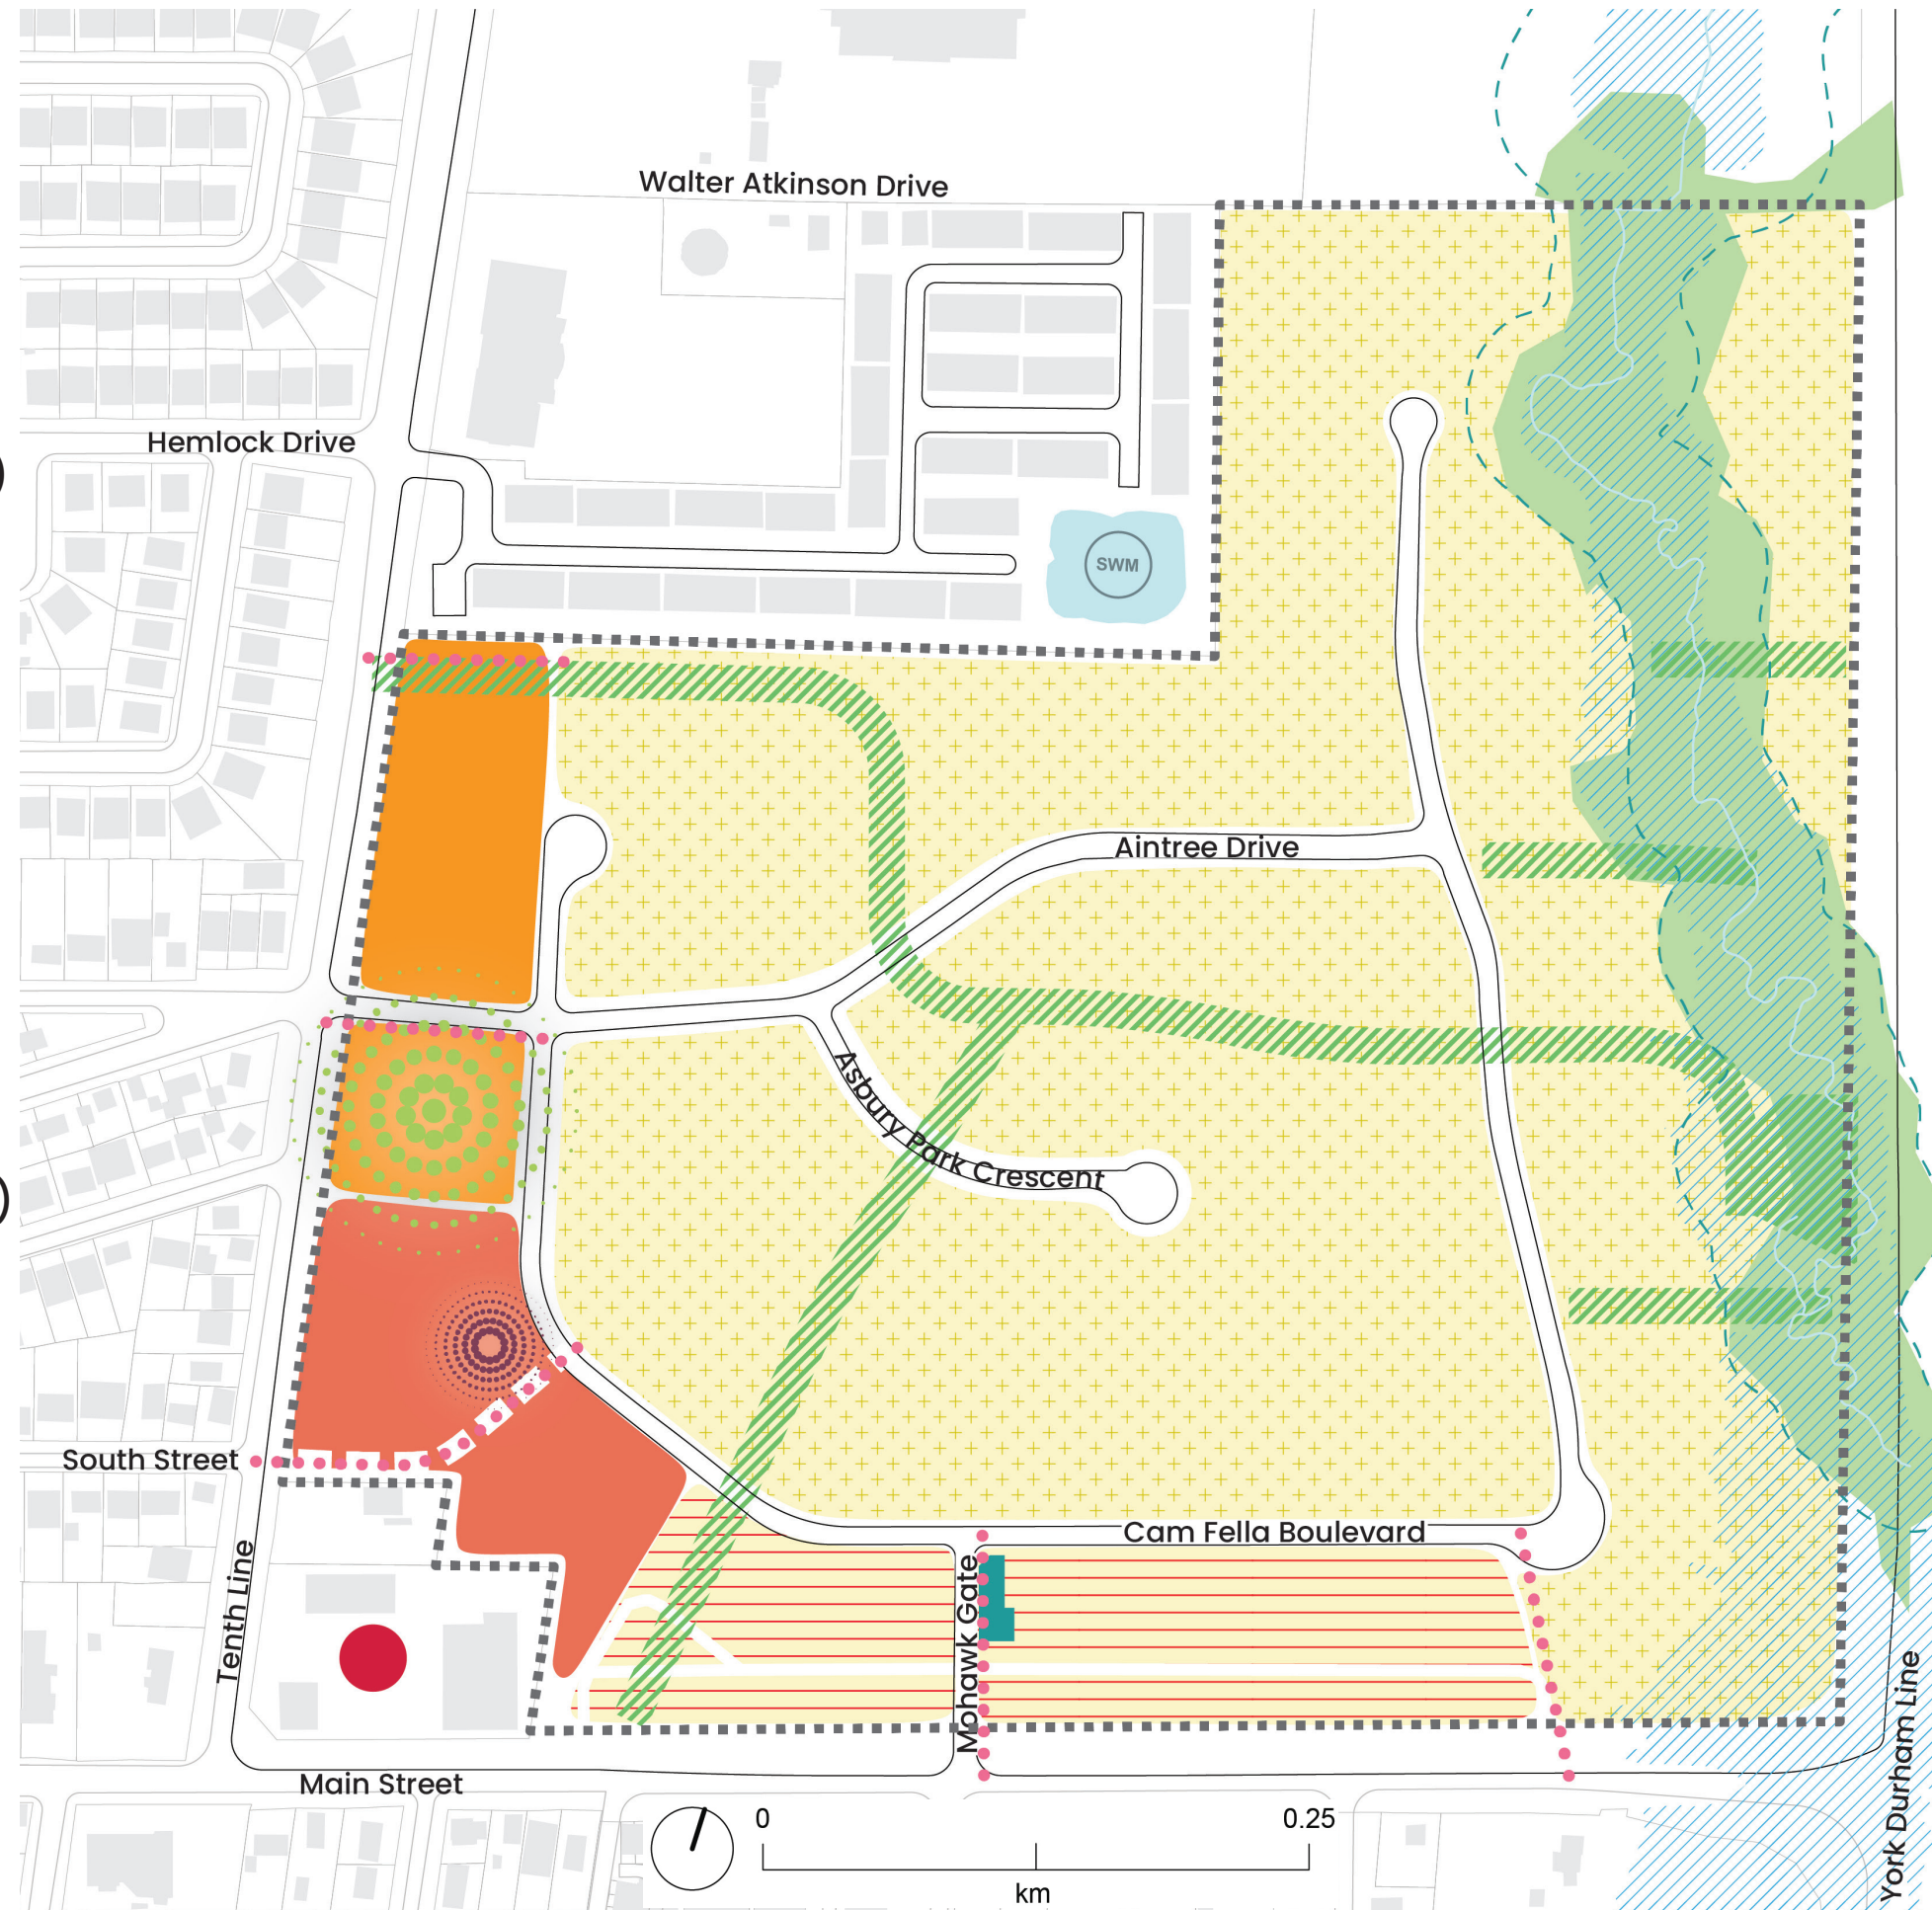 Walter Atkinson Drive
Hemlock Drive
SWM
Aintree Drive
Asbury Park Crescent
South Street
Cam Fella Boulevard
Tenth Line
Mohawk Gate
York Durham Line
Main Street
0
0.25
km